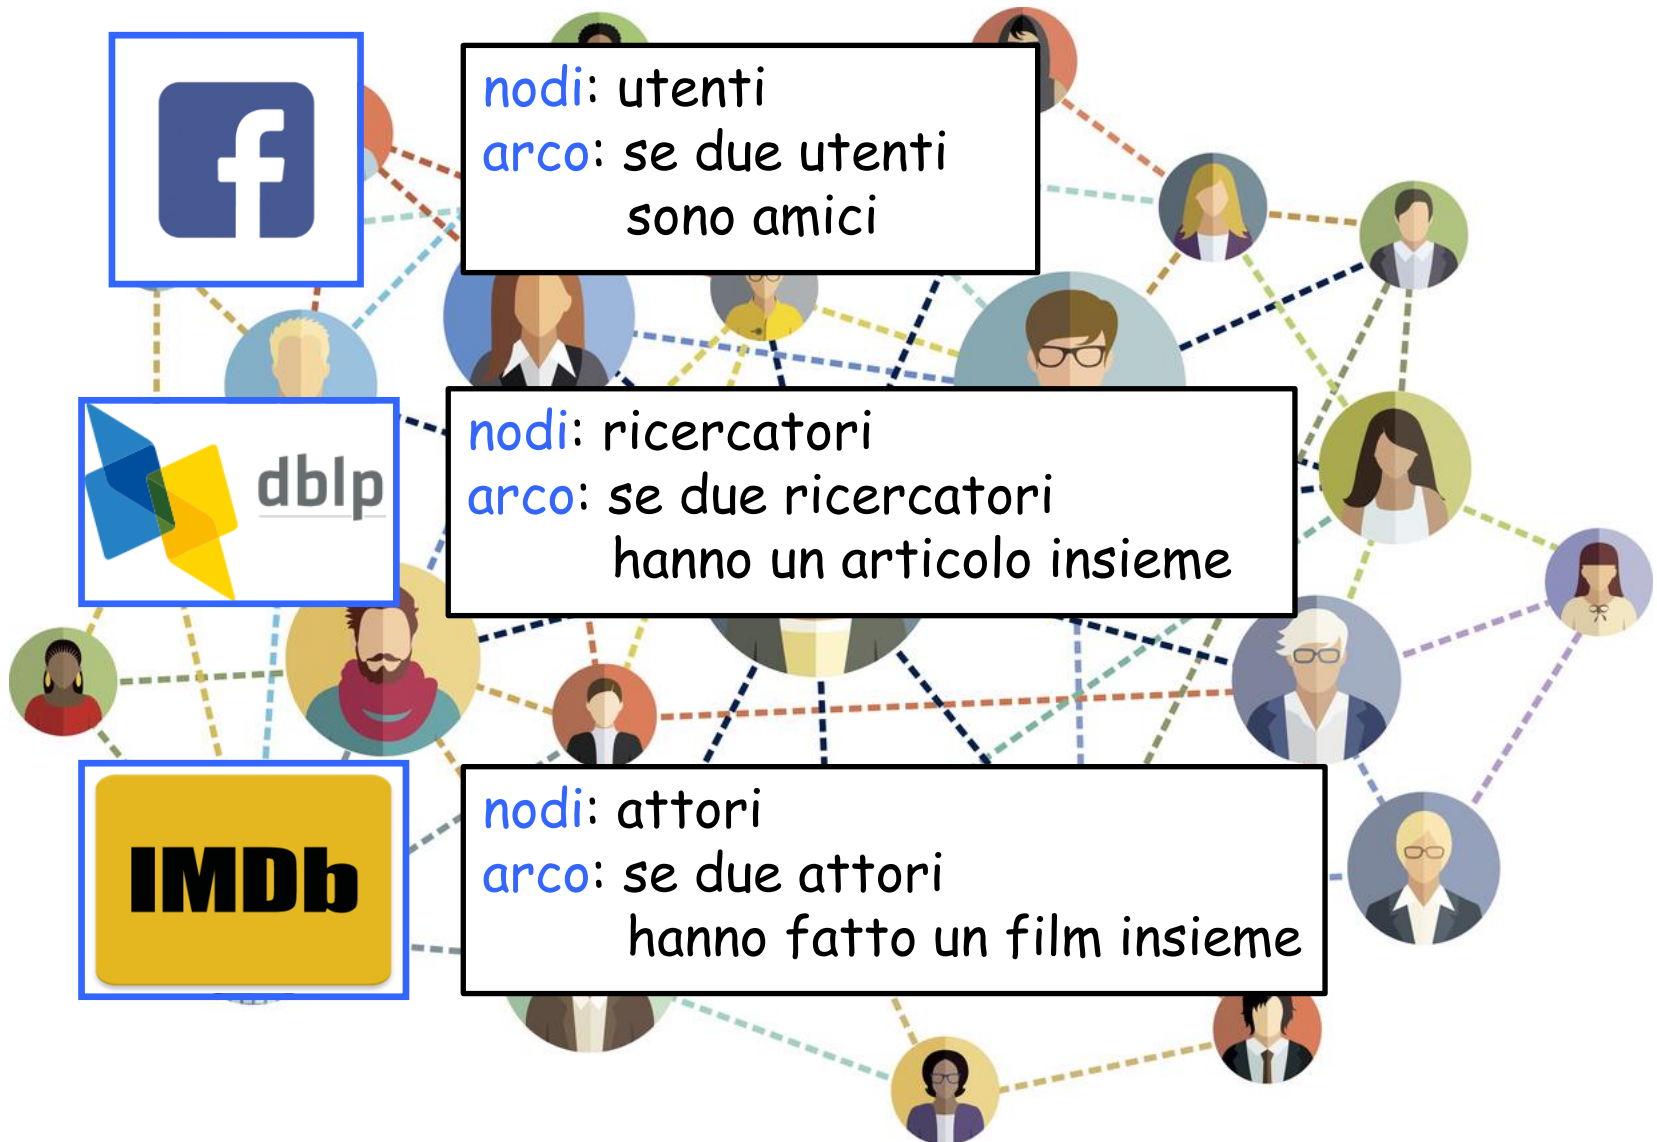 f
nodi: utenti
arco: se due utenti
sono amici
dblp
nodi: ricercatori
arco: se due ricercatori
hanno un articolo insieme
IMDb
nodi: attori
arco: se due attori
hanno fatto un film insieme